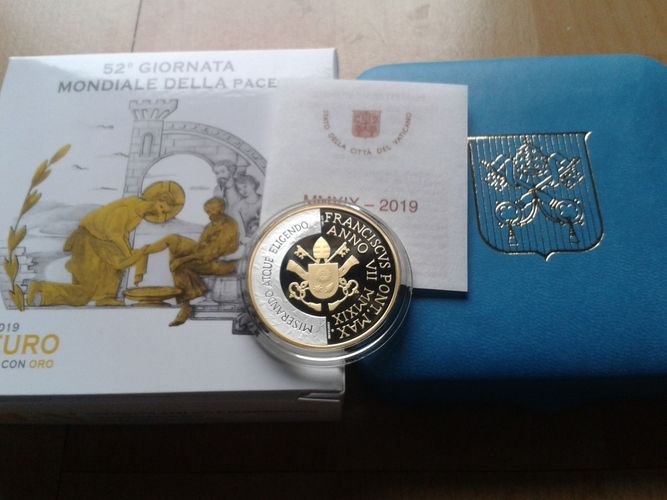 52° GIORNATA
MONDIALE DELLA PACE
2019
EURO
CON ORO
STATO DELLA CITTÀ DEL VATICANO
MMXIX - 2019
MISERANDO ATQUE ELIGENDO
FRANCISCVS PONT. MAX
ANNO VII
MMXIX